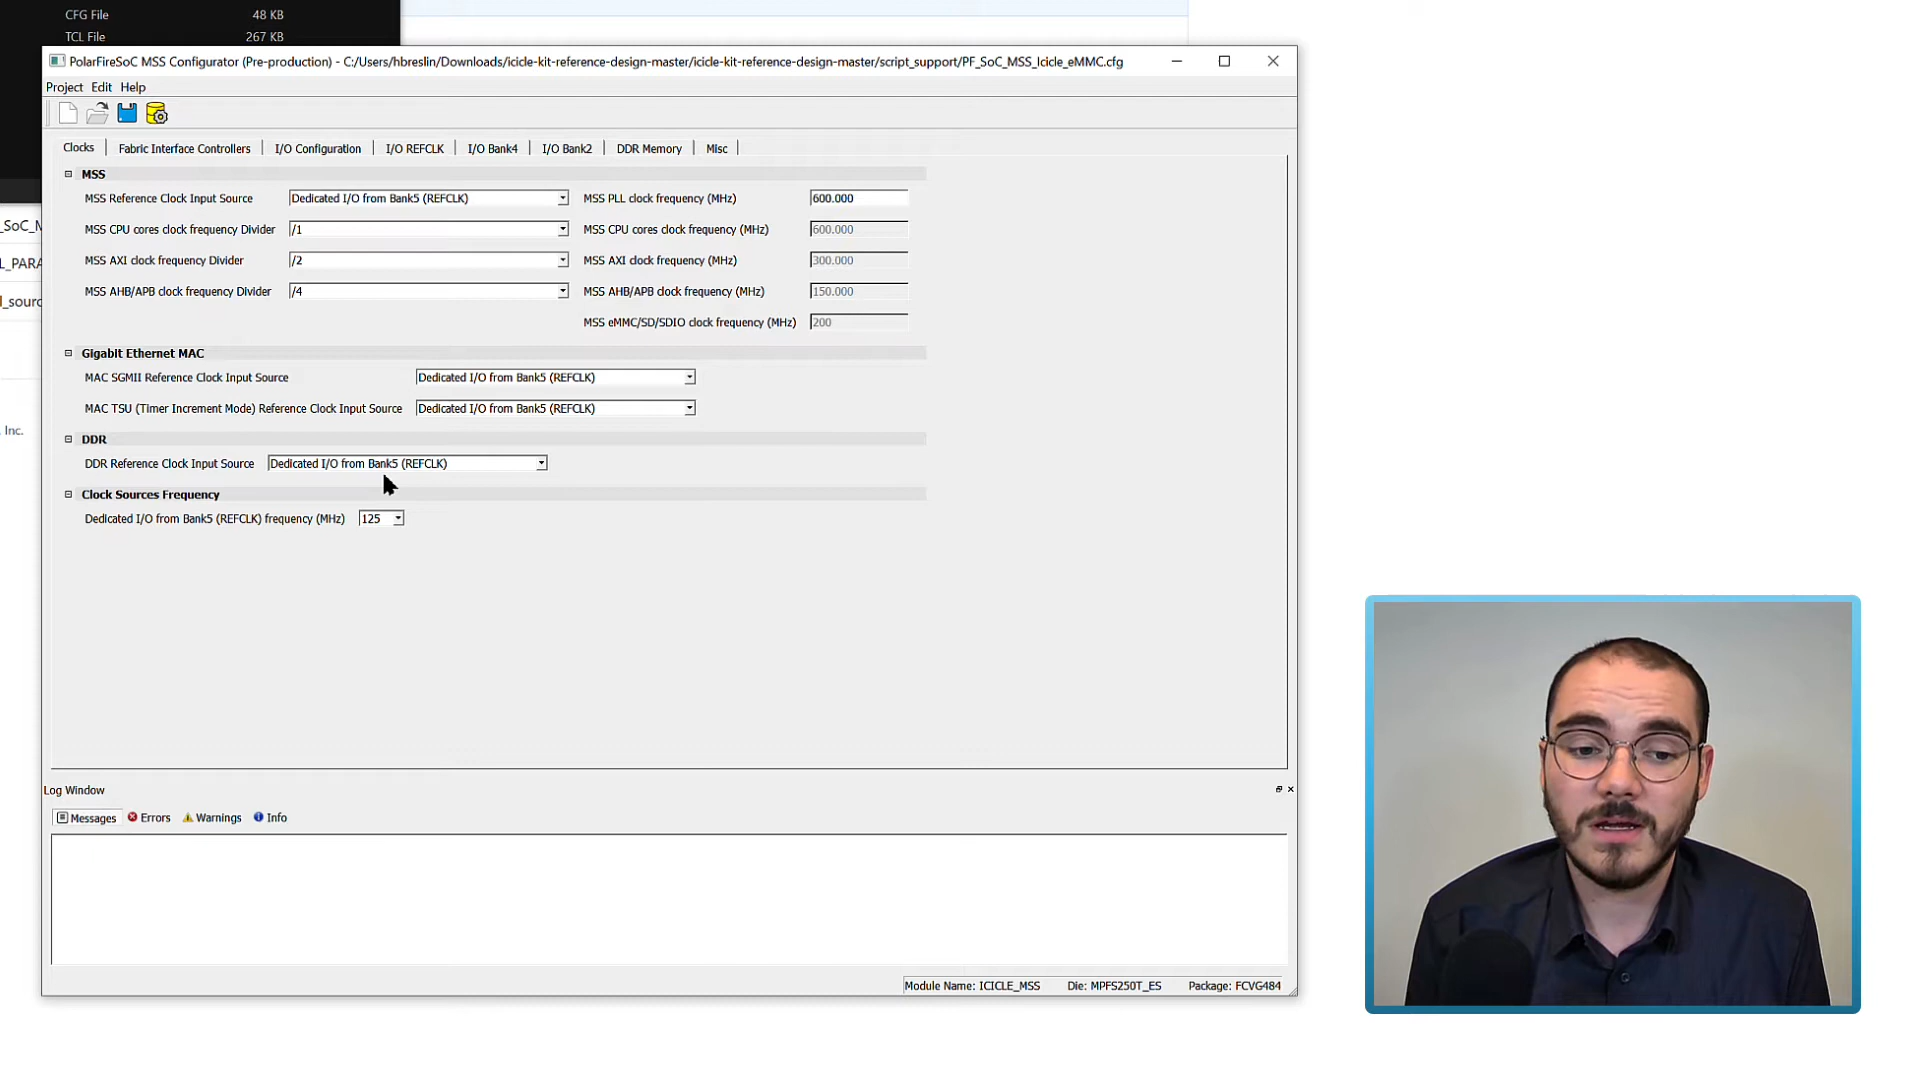 CFG File 48 KB
TCL File 267 KB
PolarFireSoC MSS Configurator (Pre-production) - C:/Users/hbreslin/Downloads/icicle-kit-reference-design-master/icicle-kit-reference-design-master/script_support/PF_SoC_MSS_Icicle_eMMC.cfg
Project Edit Help
Clocks Fabric Interface Controllers I/O Configuration I/O REFCLK I/O Bank4 I/O Bank2 DDR Memory Misc
MSS
MSS Reference Clock Input Source Dedicated I/O from Bank5 (REFCLK) MSS PLL clock frequency (MHz) 600.000
_SoC_M
MSS CPU cores clock frequency Divider /1 MSS CPU cores clock frequency (MHz) 600.000
L_PARA
MSS AXI clock frequency Divider /2 MSS AXI clock frequency (MHz) 300.000
l_sourc
MSS AHB/APB clock frequency Divider /4 MSS AHB/APB clock frequency (MHz) 150.000
MSS eMMC/SD/SDIO clock frequency (MHz) 200
Gigabit Ethernet MAC
MAC SGMII Reference Clock Input Source Dedicated I/O from Bank5 (REFCLK)
MAC TSU (Timer Increment Mode) Reference Clock Input Source Dedicated I/O from Bank5 (REFCLK)
Inc.
DDR
DDR Reference Clock Input Source Dedicated I/O from Bank5 (REFCLK)
Clock Sources Frequency
Dedicated I/O from Bank5 (REFCLK) frequency (MHz) 125
Log Window
Messages Errors Warnings Info
Module Name: ICICLE_MSS Die: MPFS250T_ES Package: FCVG484